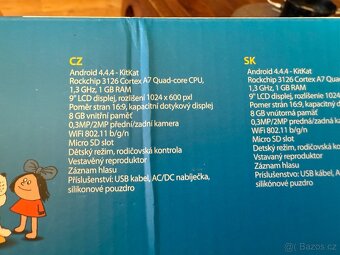 CZ
Android 4.4.4 - KitKat
Rockchip 3126 Cortex A7 Quad-core CPU,
1,3 GHz, 1 GB RAM
9" LCD displej, rozlišení 1024 x 600 pxl
Poměr stran 16:9, kapacitní dotykový displej
8 GB vnitřní paměť
0,3MP/2MP přední/zadní kamera
WiFi 802.11 b/g/n
Micro SD slot
Dětský režim, rodičovská kontrola
Vestavěný reproduktor
Záznam hlasu
Příslušenství: USB kabel, AC/DC nabíječka,
silikonové pouzdro
SK
Android 4.4.4 - KitKat
Rockchip 3126 Cortex A7
1,3 GHz, 1 GB RAM
9" LCD displej, rozlíšenie 1024
Pomer strán 16:9, kapacitný d
8 GB vnútorná pamäť
0,3MP/2MP predná/zadná k
WiFi 802.11 b/g/n
Micro SD slot
Detský režim, rodičovská kont
Vstavaný reproduktor
Záznam hlasu
Príslušenstvo: USB kábel, AC/D
silikónové puzdro
© sbazar.cz